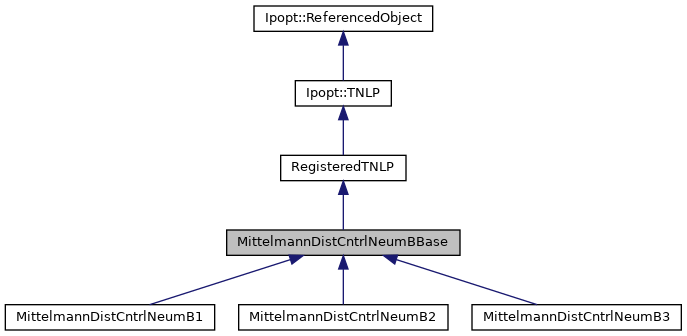 Ipopt::ReferencedObject
Ipopt::TNLP
RegisteredTNLP
MittelmannDistCntrlNeumBBase
MittelmannDistCntrlNeumB1
MittelmannDistCntrlNeumB2
MittelmannDistCntrlNeumB3